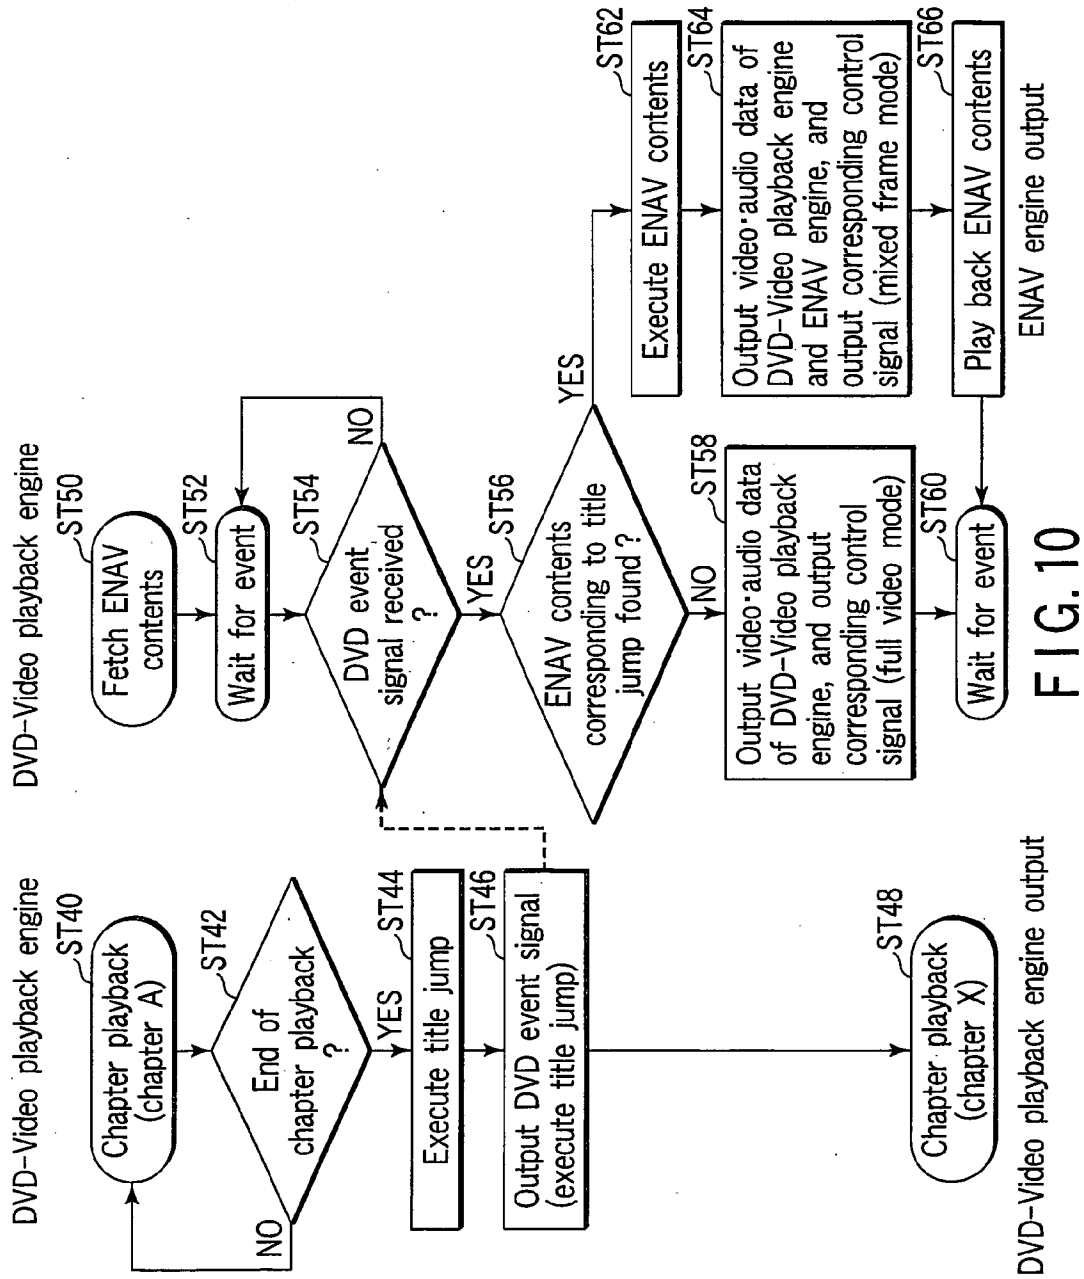 DVD-Video playback engine
ST40
Chapter playback
(chapter A)
ST42
End of
chapter playback
?
NO
YES
ST44
Execute title jump
ST46
Output DVD event signal
(execute title jump)
ST48
Chapter playback
(chapter X)
DVD-Video playback engine output
DVD-Video playback engine
ST50
Fetch ENAV
contents
ST52
Wait for event
ST54
DVD event
signal received
?
NO
YES
ST56
ENAV contents
corresponding to title
jump found ?
YES
NO
ST58
Output video·audio data
of DVD-Video playback
engine, and output
corresponding control
signal (full video mode)
ST60
Wait for event
ST62
Execute ENAV contents
ST64
Output video·audio data of
DVD-Video playback engine
and ENAV engine, and
output corresponding control
signal (mixed frame mode)
ST66
Play back ENAV contents
ENAV engine output
FIG. 10